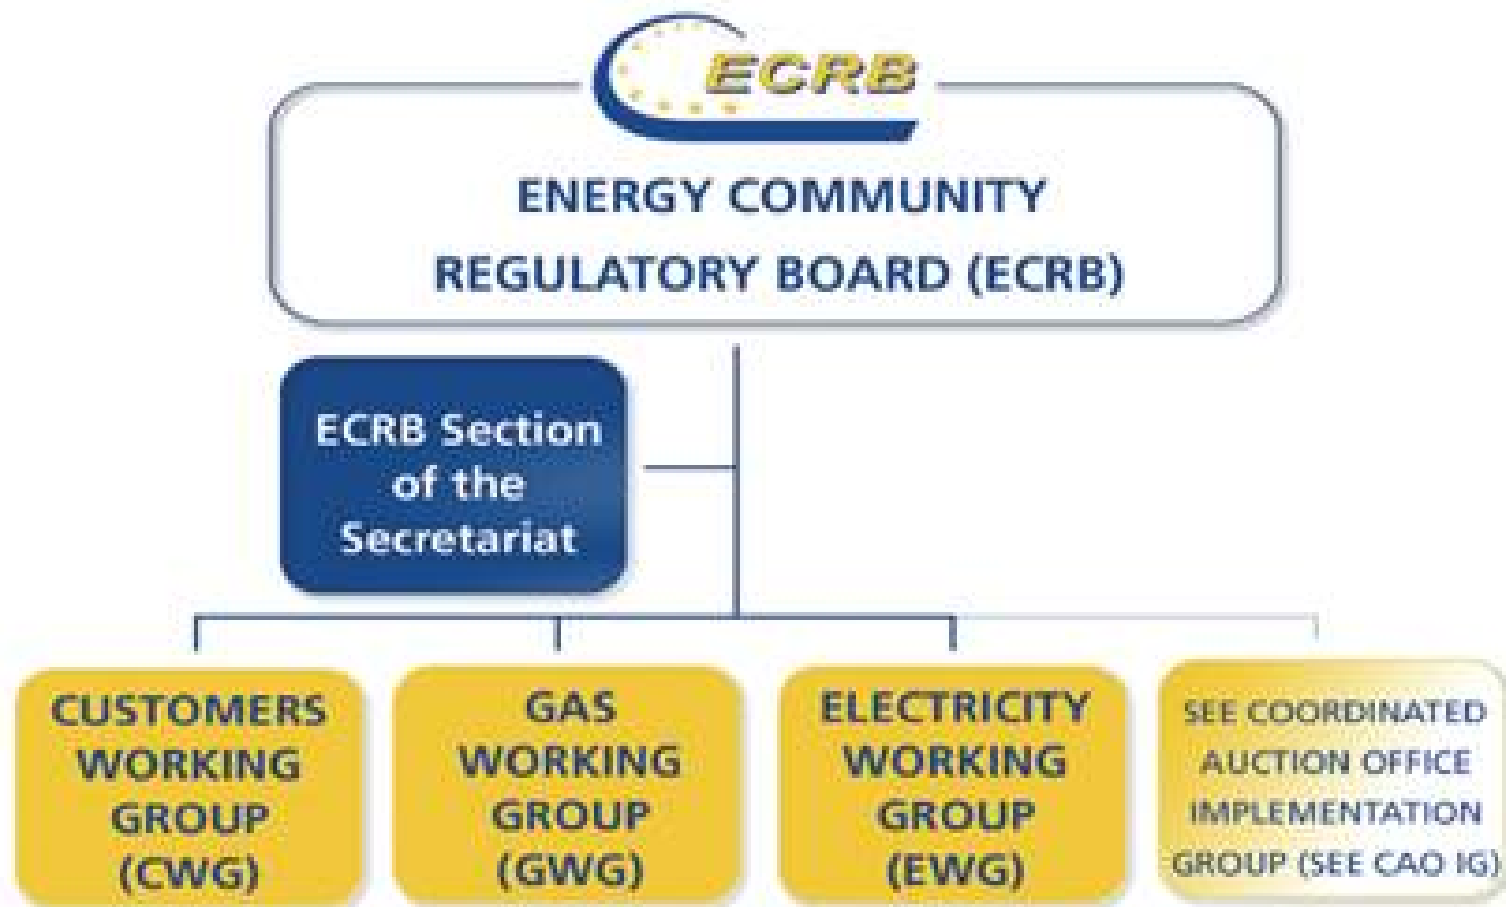 ECRB
ENERGY COMMUNITY
REGULATORY BOARD (ECRB)
ECRB Section
of the
Secretariat
CUSTOMERS
WORKING
GROUP
(CWG)
GAS
WORKING
GROUP
(GWG)
ELECTRICITY
WORKING
GROUP
(EWG)
SEE COORDINATED
AUCTION OFFICE
IMPLEMENTATION
GROUP (SEE CAO IG)